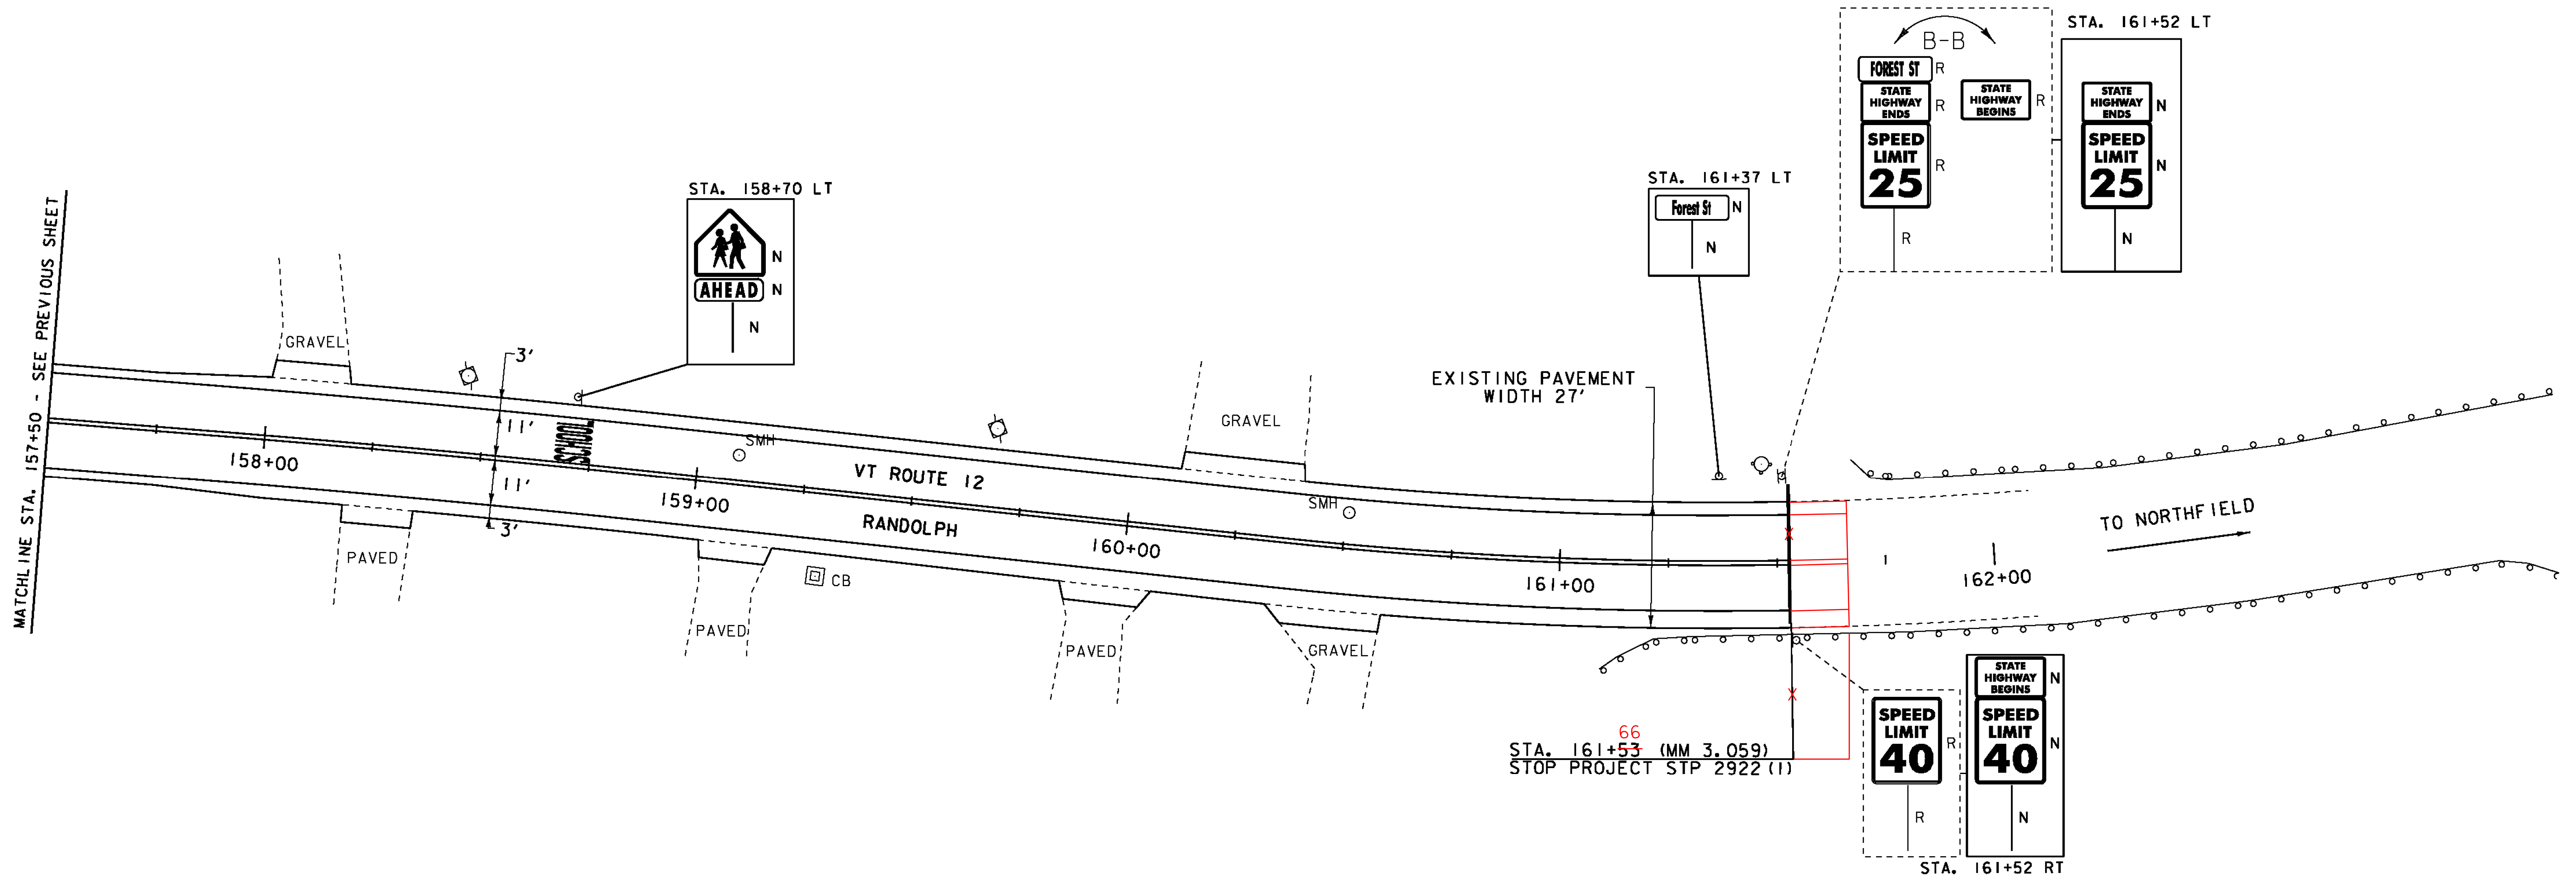 MATCHLINE STA. 157+50 - SEE PREVIOUS SHEET
GRAVEL
3'
11'
11'
3'
158+00
PAVED
STA. 158+70 LT
AHEAD
N
N
N
SCHOOL
SMH
159+00
VT ROUTE 12
RANDOLPH
PAVED
CB
160+00
PAVED
GRAVEL
SMH
GRAVEL
EXISTING PAVEMENT
WIDTH 27'
161+00
STA. 161+37 LT
Forest St N
N
B-B
FOREST ST R
STATE
HIGHWAY
ENDS R
SPEED
LIMIT
25 R
R
STATE
HIGHWAY
BEGINS R
STA. 161+52 LT
STATE
HIGHWAY
ENDS N
SPEED
LIMIT
25 N
N
162+00
TO NORTHFIELD
66
STA. 161+53 (MM 3.059)
STOP PROJECT STP 2922(1)
SPEED
LIMIT
40 R
R
STATE
HIGHWAY
BEGINS N
SPEED
LIMIT
40 N
N
STA. 161+52 RT